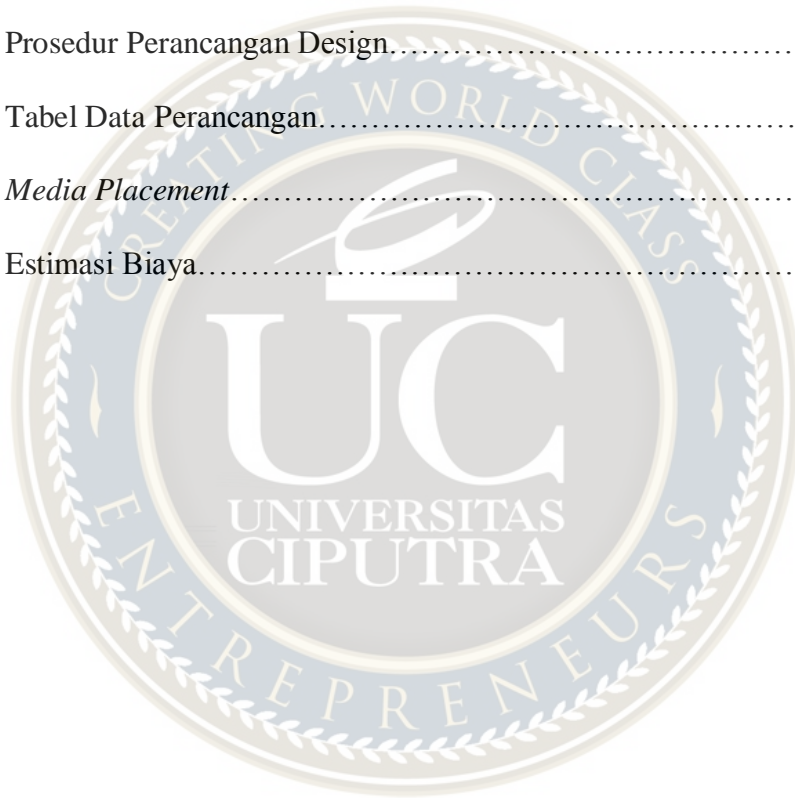 Prosedur Perancangan Design……………………………………
Tabel Data Perancangan……………………………………………
Media Placement……………………………………………………
Estimasi Biaya………………………………………………………
CREATING WORLD CLASS
UC
UNIVERSITAS
CIPUTRA
ENTREPRENEURS